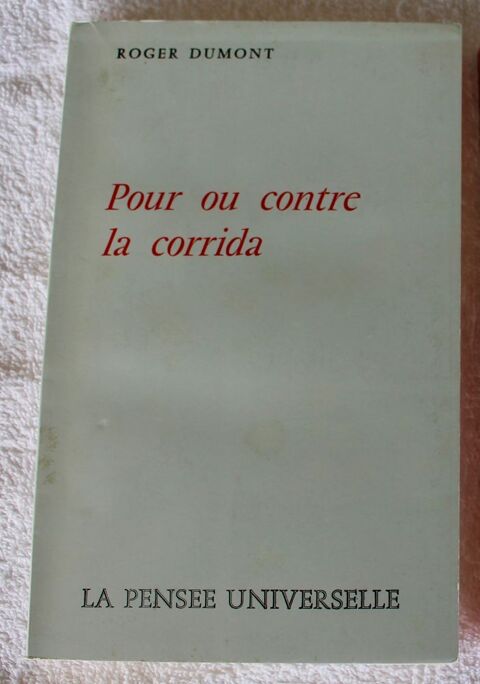 ROGER DUMONT
Pour ou contre
la corrida
LA PENSEE UNIVERSELLE